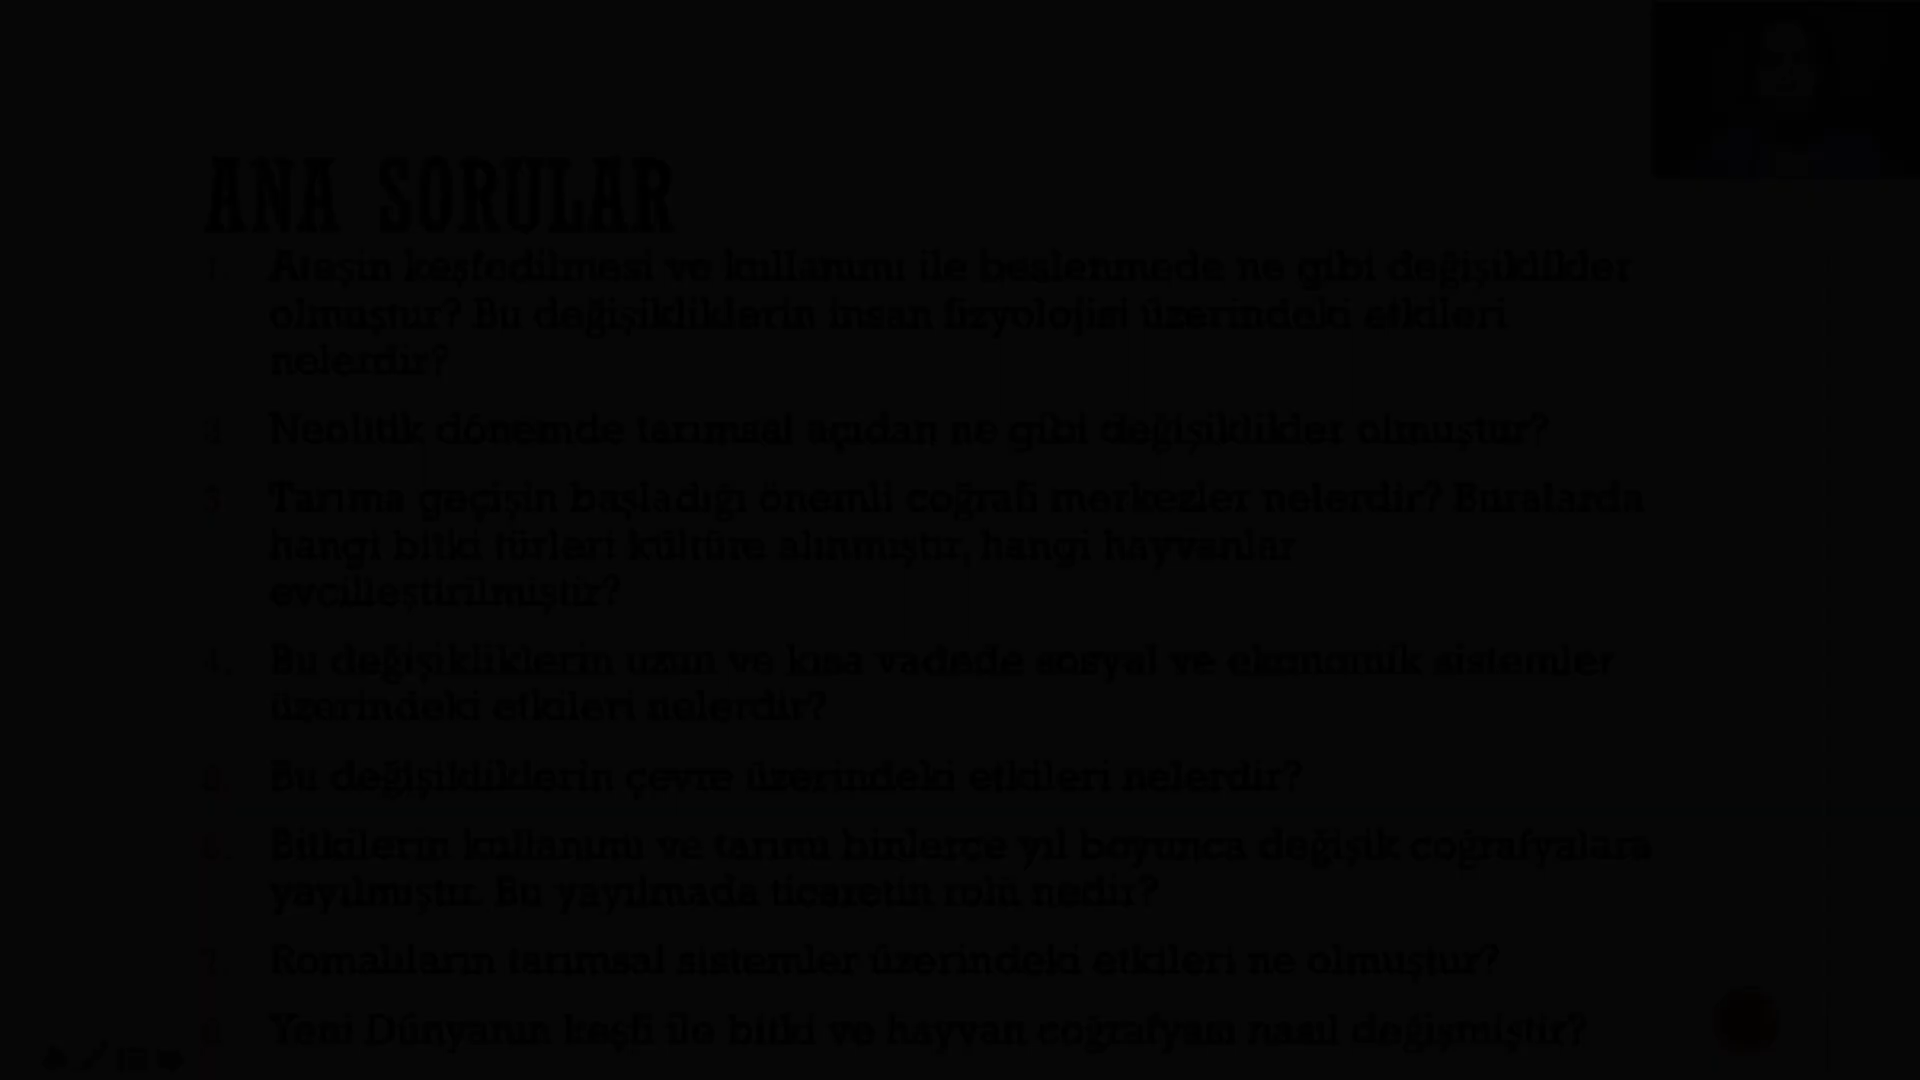 ANA SORULAR
1. Ateşin keşfedilmesi ve kullanımı ile beslenmede ne gibi değişiklikler
olmuştur? Bu değişikliklerin insan fizyolojisi üzerindeki etkileri
nelerdir?
2. Neolitik dönemde tarımsal açıdan ne gibi değişiklikler olmuştur?
3. Tarıma geçişin başladığı önemli coğrafi merkezler nelerdir? Buralarda
hangi bitki türleri kültüre alınmıştır, hangi hayvanlar
evcilleştirilmiştir?
4. Bu değişikliklerin uzun ve kısa vadede sosyal ve ekonomik sistemler
üzerindeki etkileri nelerdir?
5. Bu değişikliklerin çevre üzerindeki etkileri nelerdir?
6. Bitkilerin kullanımı ve tarımı binlerce yıl boyunca değişik coğrafyalara
yayılmıştır. Bu yayılmada ticaretin rolü nedir?
7. Romalıların tarımsal sistemler üzerindeki etkileri ne olmuştur?
8. Yeni Dünyanın keşfi ile bitki ve hayvan coğrafyası nasıl değişmiştir?